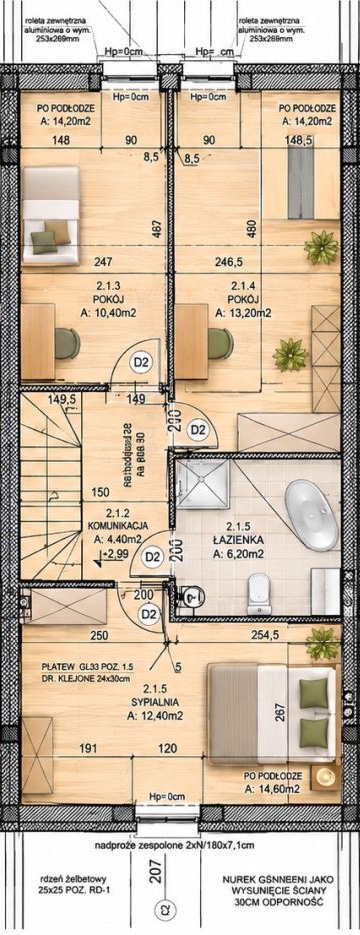 roleta zewnętrzna
aluminiowa o wym.
253x269mm
Hp=0cm
roleta zewnętrzna
aluminiowa o wym.
253x269mm
Hp= cm
Hp=0cm
Hp=0cm
PO PODŁODZE
A: 14,20m2
148
90
8,5
PO PODŁODZE
A: 14,20m2
90
148,5
8,5
467
480
247
246,5
2.1.3
POKÓJ
A: 10,40m2
2.1.4
POKÓJ
A: 13,20m2
D2
149,5
149
200
D2
150
2.1.2
KOMUNIKACJA
A: 4,40m2
+2,99
2.1.5
ŁAZIENKA
A: 6,20m2
D2
200
200
D2
250
254,5
5
PŁATEW GL33 POZ. 1.5
DR. KLEJONE 24x30cm
2.1.5
SYPIALNIA
A: 12,40m2
267
191
120
PO PODŁODZE
A: 14,60m2
Hp=0cm
nadproże zespolone 2xN/180x7,1cm
rdzeń żelbetowy
25x25 POZ. RD-1
207
C2
NUREK GŚNNEENI JAKO
WYSUNIĘCIE ŚCIANY
30CM ODPORNOŚĆ